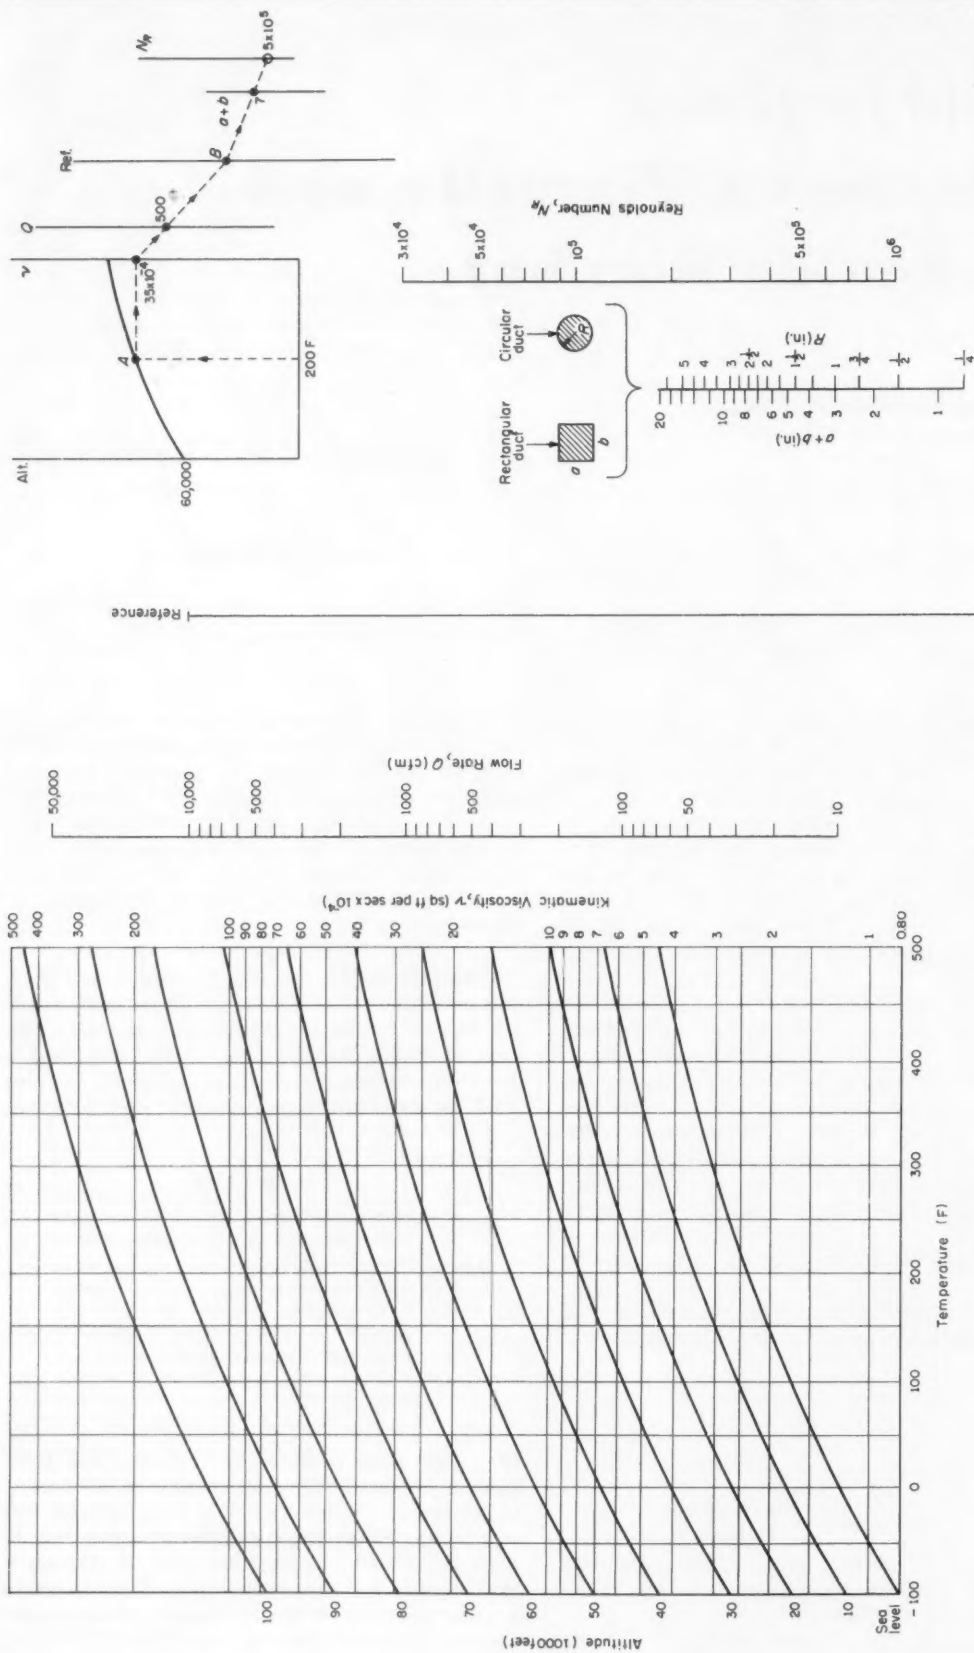 Alt.
60,000
A
200 F
ν
35x10⁻⁴
Q
500
Ref.
B
a+b
7
N_R
5x10⁵
Rectangular duct
a
b
Circular duct
R
Reynolds Number, N_R
3x10⁴
5x10⁴
10⁵
5x10⁵
10⁶
a+b (in.)
20
10
8
6
5
4
3
2
1
R (in.)
5
4
3
2½
2
1½
1
¾
½
¼
Reference
Flow Rate, Q (cfm)
50,000
10,000
5000
1000
500
100
50
10
Kinematic Viscosity, ν (sq ft per sec x 10⁻⁴)
500
400
300
200
100
90
80
70
60
50
40
30
20
10
9
8
7
6
5
4
3
2
1
0.80
Altitude (1000 feet)
100
90
80
70
60
50
40
30
20
10
Sea level
Temperature (F)
-100
0
100
200
300
400
500